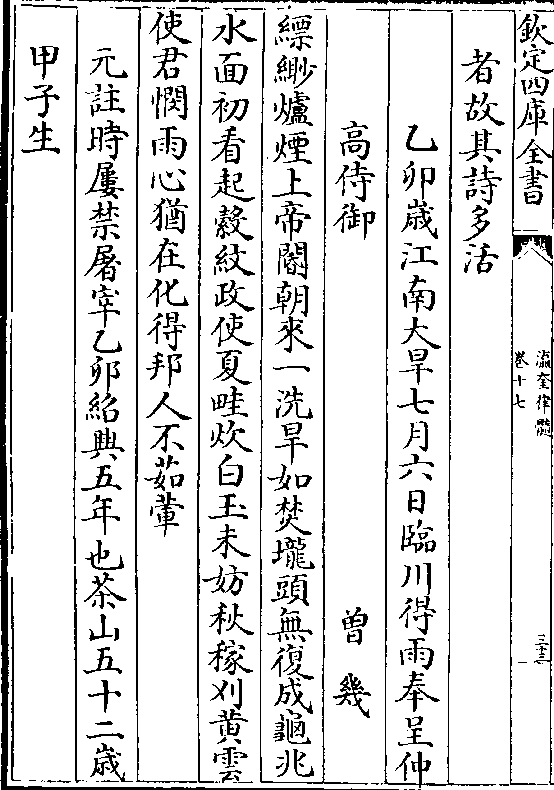 欽定四庫全書
瀛奎律髓
卷十七
三十三
者故其詩多活
乙卯歲江南大旱七月六日臨川得雨奉呈仲
高侍御 曾幾
縹緲爐煙上帝閽朝來一洗旱如焚壠頭無復成龜兆
水面初看起縠紋政使夏畦炊白玉未妨秋稼刈黃雲
使君憫雨心猶在化得邦人不茹葷
元註時屢禁屠宰乙卯紹興五年也茶山五十二歲
甲子生